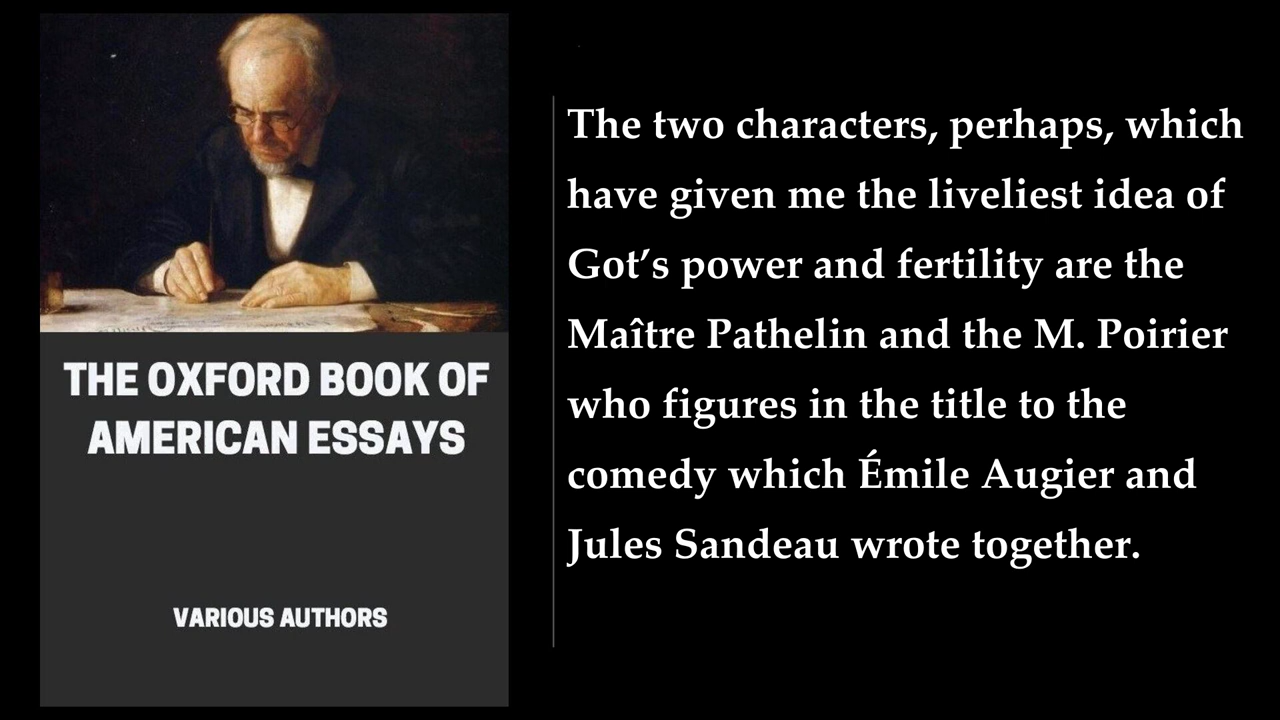 THE OXFORD BOOK OF
AMERICAN ESSAYS
VARIOUS AUTHORS
The two characters, perhaps, which
have given me the liveliest idea of
Got’s power and fertility are the
Maître Pathelin and the M. Poirier
who figures in the title to the
comedy which Émile Augier and
Jules Sandeau wrote together.